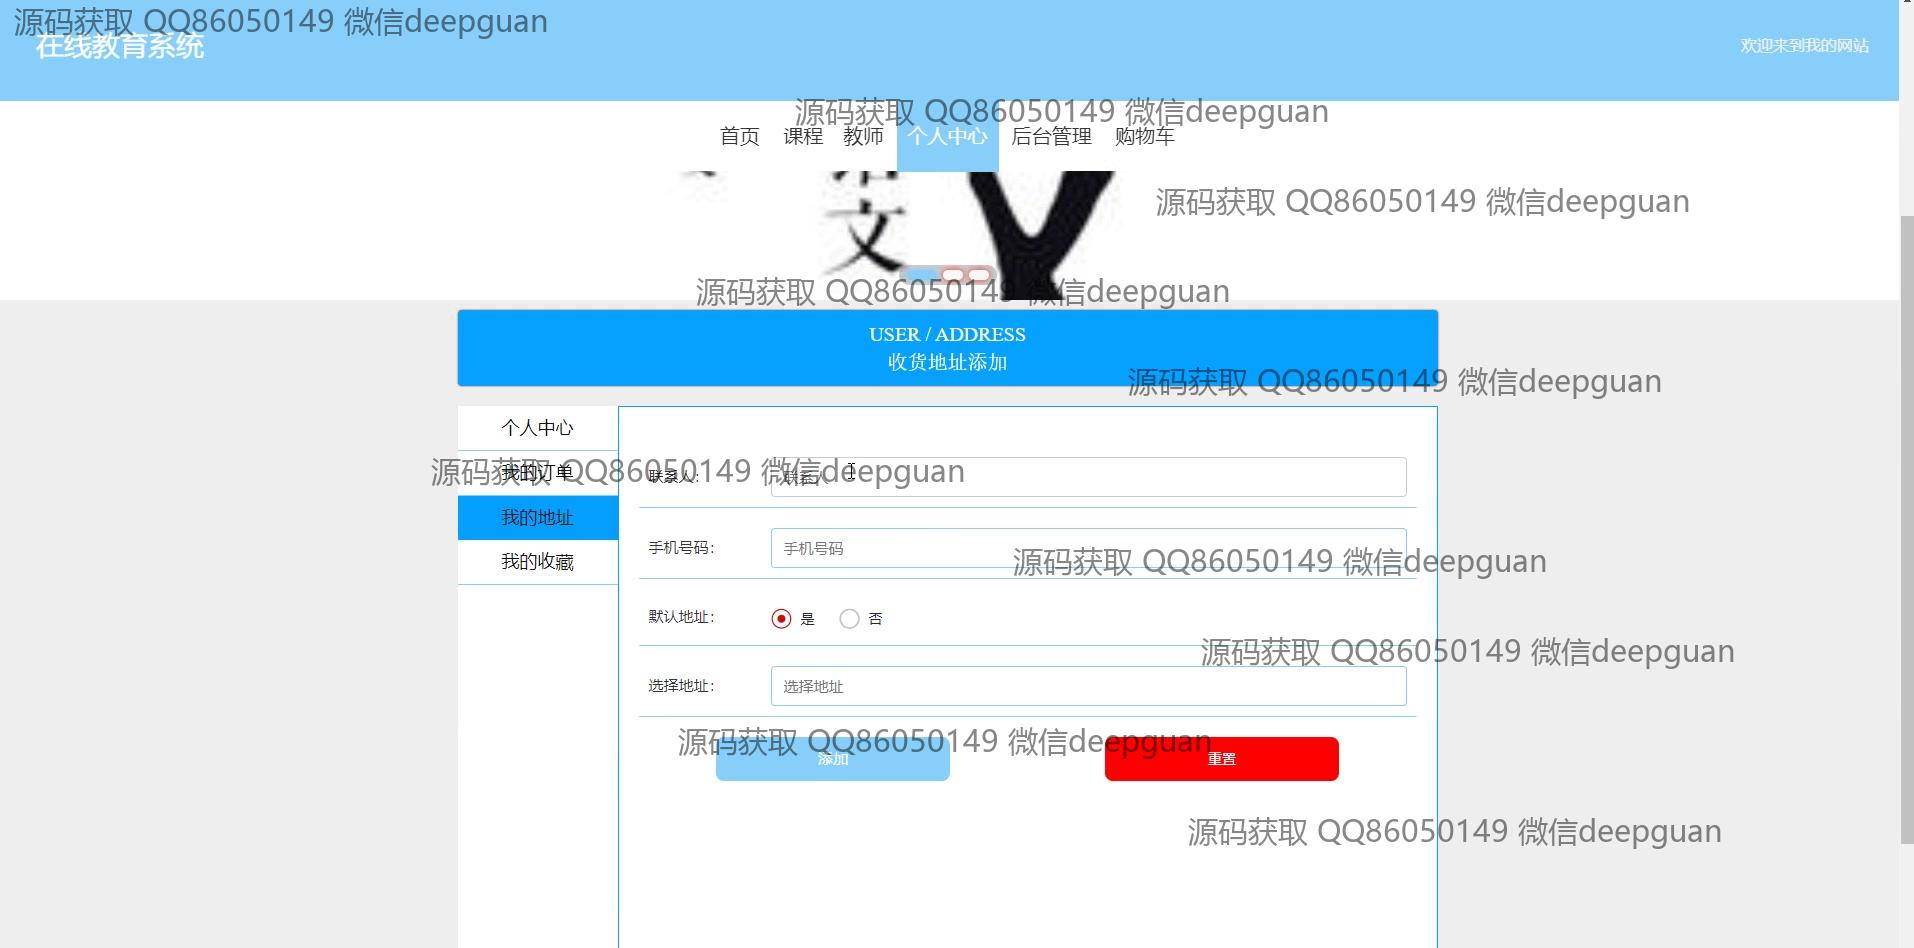 源码获取 QQ86050149 微信deepguan
在线教育系统
欢迎来到我的网站
源码获取 QQ86050149 微信deepguan
首页 课程 教师 个人中心 后台管理 购物车
源码获取 QQ86050149 微信deepguan
文
源码获取 QQ86050149 微信deepguan
USER / ADDRESS
收货地址添加
源码获取 QQ86050149 微信deepguan
个人中心
我的订单
我的地址
我的收藏
源码获取 QQ86050149 微信deepguan
联系人： 联系人
手机号码： 手机号码
源码获取 QQ86050149 微信deepguan
默认地址： 是 否
源码获取 QQ86050149 微信deepguan
选择地址： 选择地址
源码获取 QQ86050149 微信deepguan
添加 重置
源码获取 QQ86050149 微信deepguan